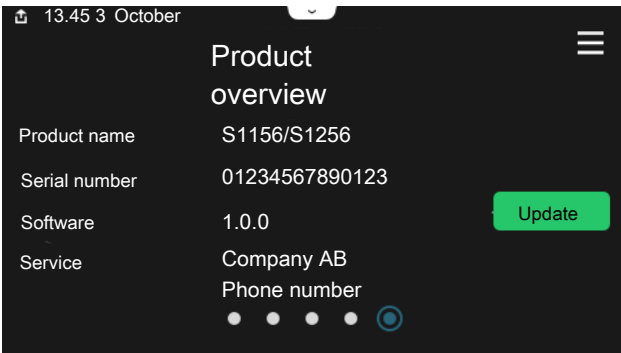 13.45 3 October
Product
overview
Product name S1156/S1256
Serial number 01234567890123
Software 1.0.0 Update
Service Company AB
Phone number